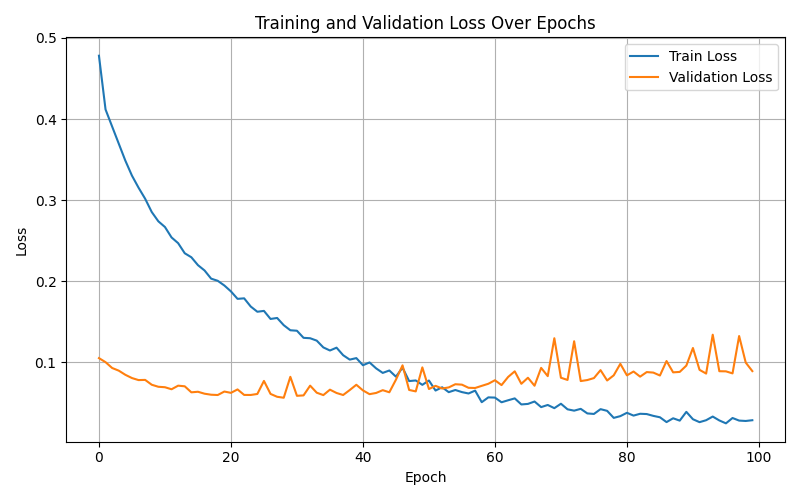 Training and Validation Loss Over Epochs
Train Loss
Validation Loss
0.5
0.4
0.3
0.2
0.1
Loss
0
20
40
60
80
100
Epoch